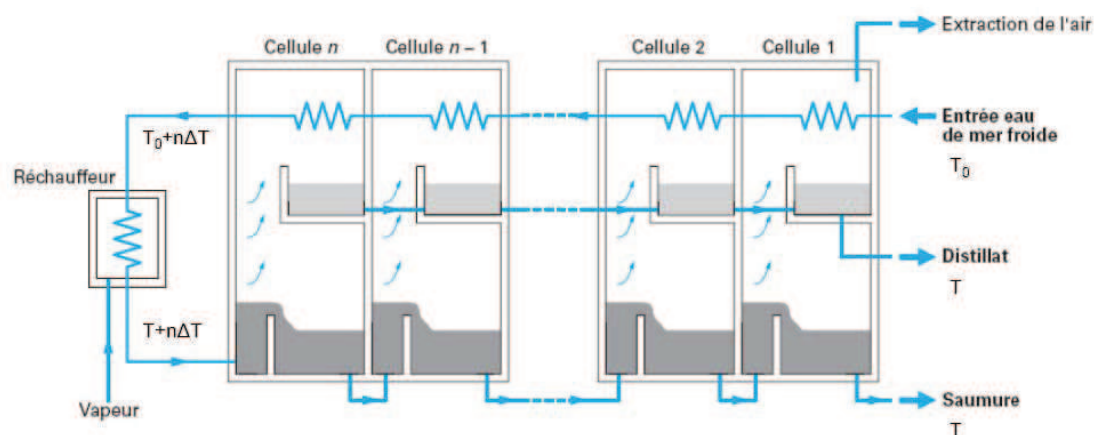 Cellule n
Cellule n – 1
Cellule 2
Cellule 1
Extraction de l'air
Entrée eau
de mer froide
T₀
T₀+nΔT
Réchauffeur
Distillat
T
T+nΔT
Vapeur
Saumure
T